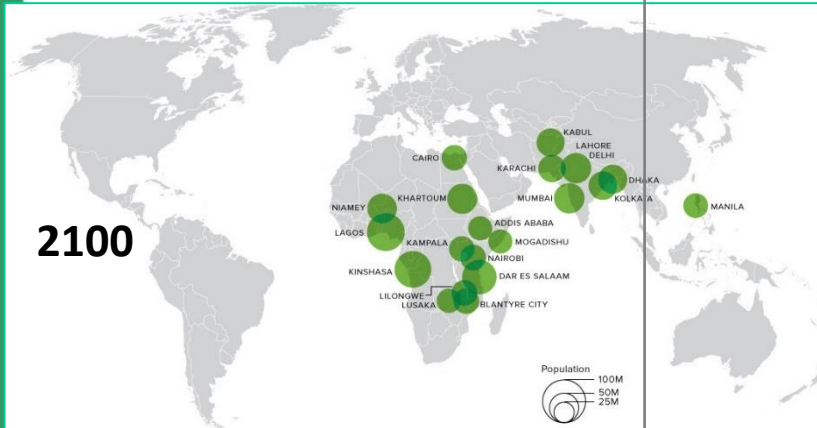 KABUL
LAHORE
DELHI
CAIRO
KARACHI
DHAKA
KHARTOUM
MUMBAI
KOLKATA
MANILA
NIAMEY
ADDIS ABABA
LAGOS
KAMPALA
MOGADISHU
2100
NAIROBI
KINSHASA
DAR ES SALAAM
LILONGWE
LUSAKA
BLANTYRE CITY
Population
100M
50M
25M